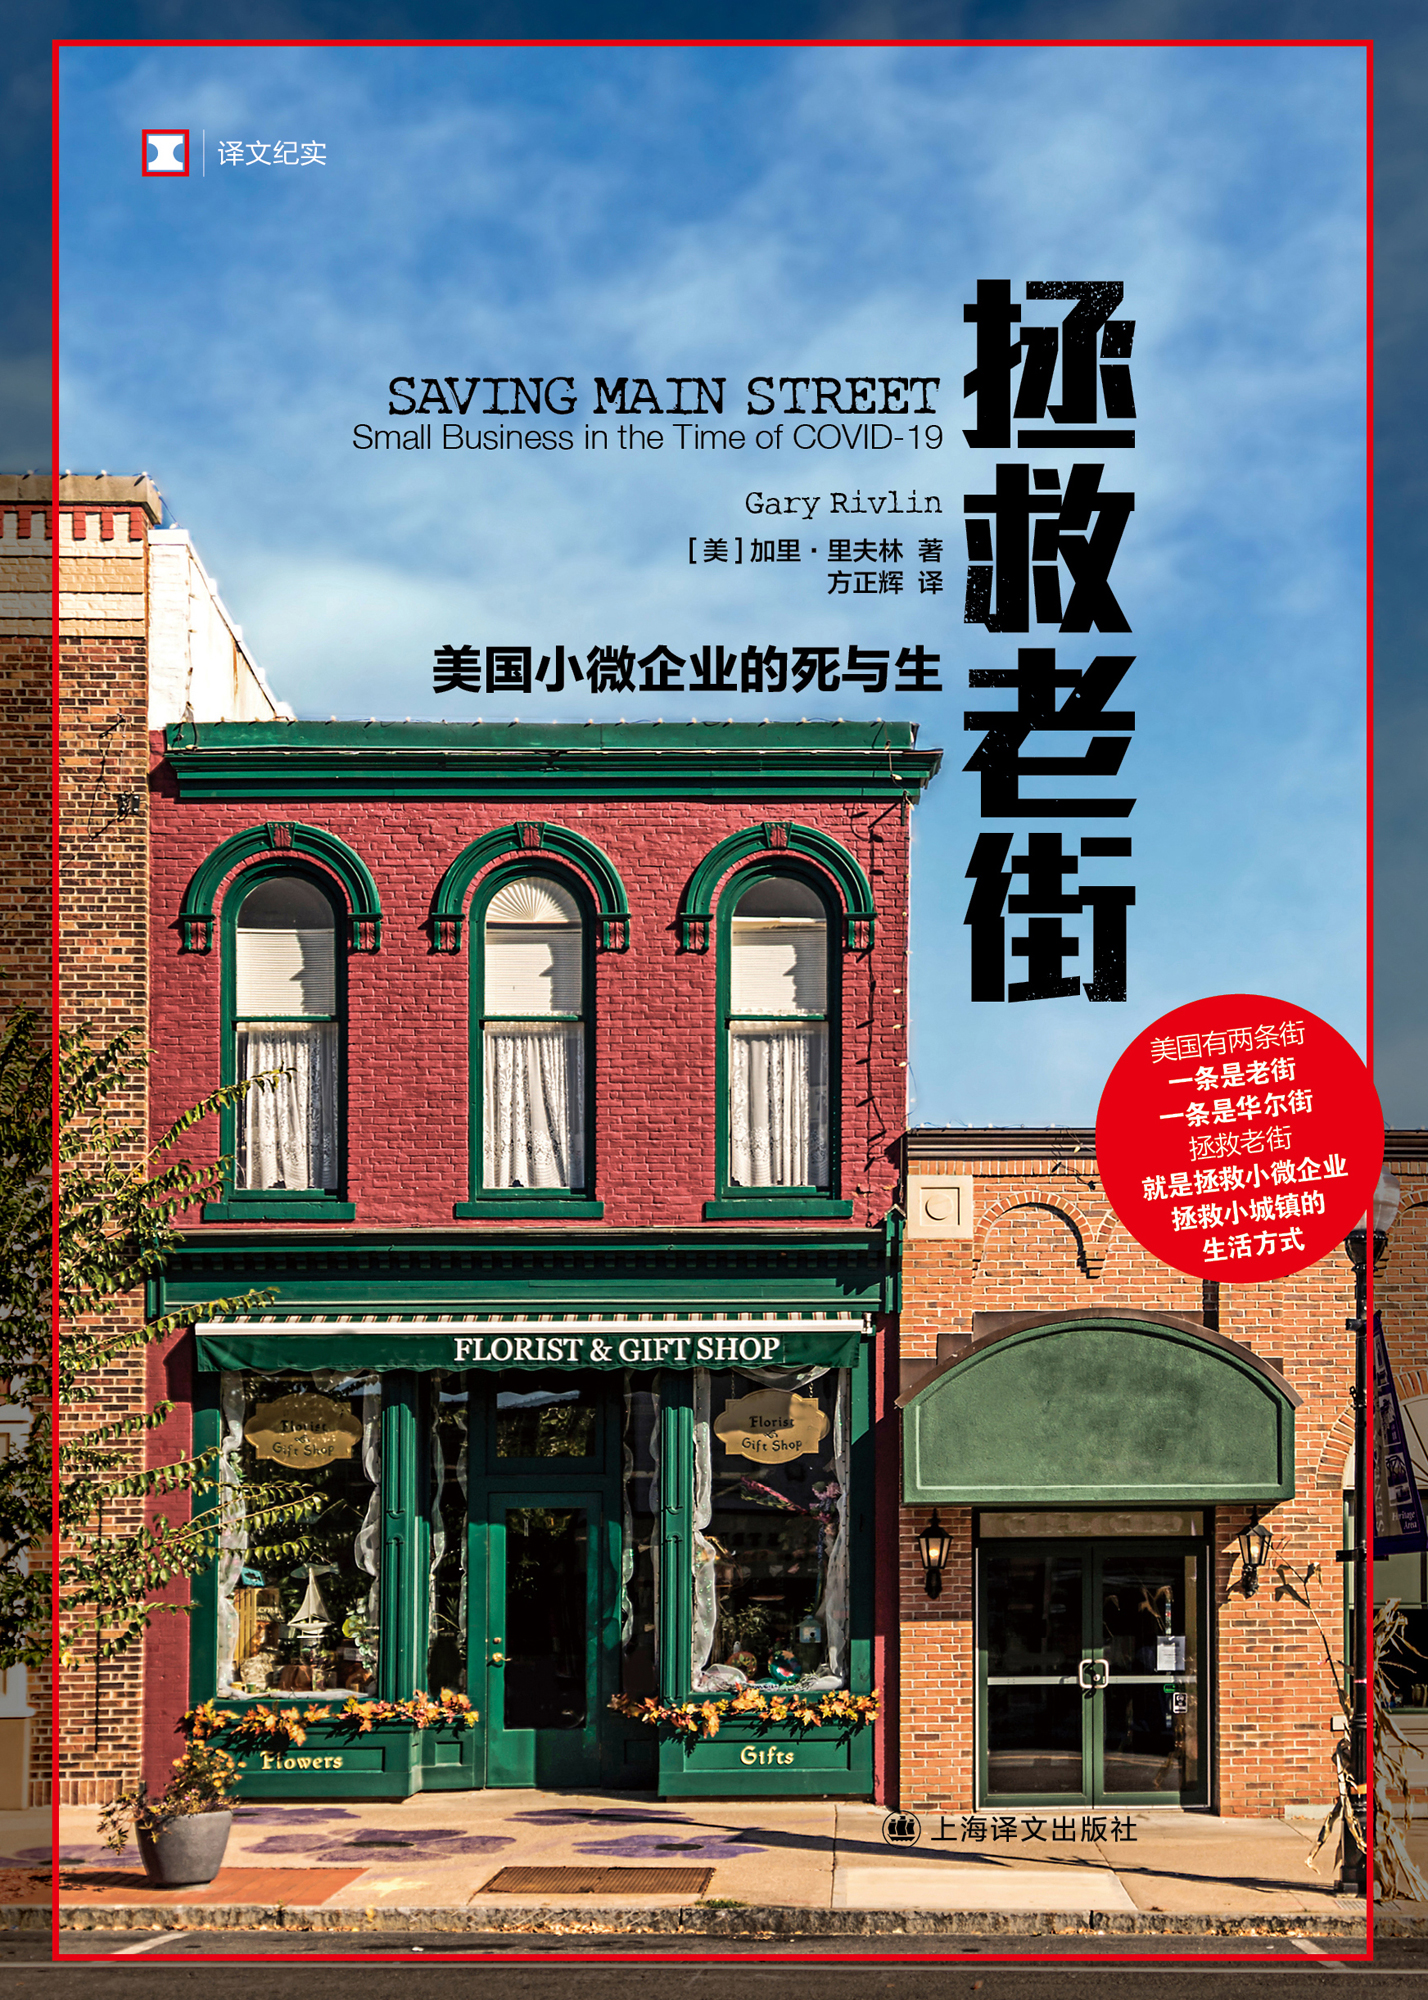 译文纪实
拯救老街
SAVING MAIN STREET
Small Business in the Time of COVID-19
Gary Rivlin
[美]加里·里夫林 著
方正辉 译
美国小微企业的死与生
美国有两条街
一条是老街
一条是华尔街
拯救老街
就是拯救小微企业
拯救小城镇的
生活方式
FLORIST & GIFT SHOP
Florist
Gift Shop
Florist
Gift Shop
Heritage
Area
Flowers
Gifts
上海译文出版社